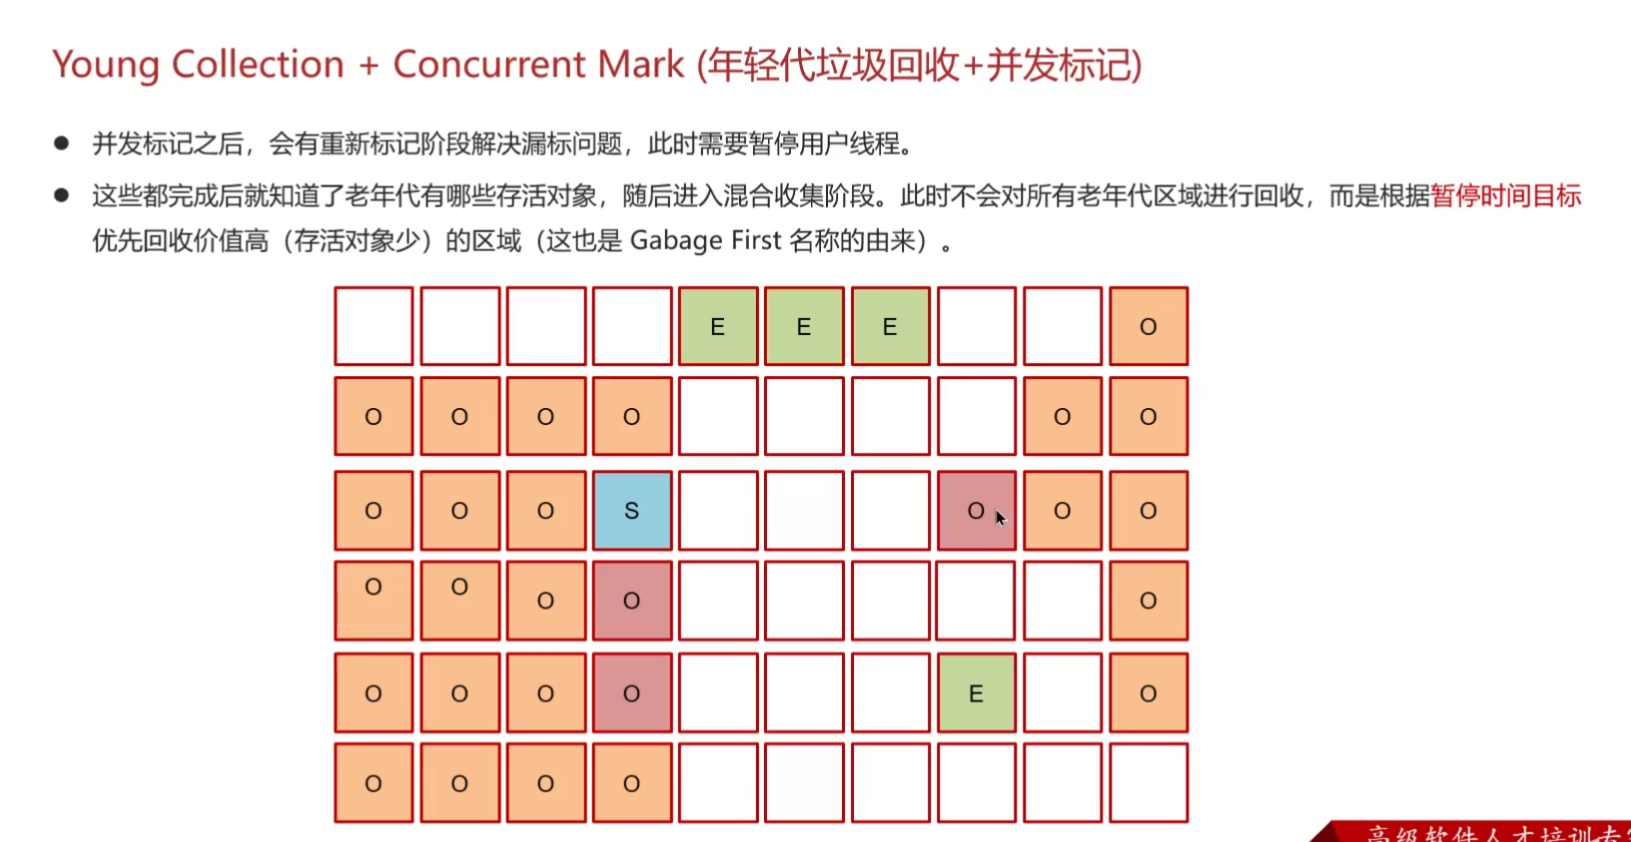 Young Collection + Concurrent Mark (年轻代垃圾回收+并发标记)
● 并发标记之后，会有重新标记阶段解决漏标问题，此时需要暂停用户线程。
● 这些都完成后就知道了老年代有哪些存活对象，随后进入混合收集阶段。此时不会对所有老年代区域进行回收，而是根据暂停时间目标
优先回收价值高（存活对象少）的区域（这也是 Gabage First 名称的由来）。
E E E O
O O O O O O
O O O S O O O
O O O O O
O O O O E O
O O O O
高级软件人才培训专